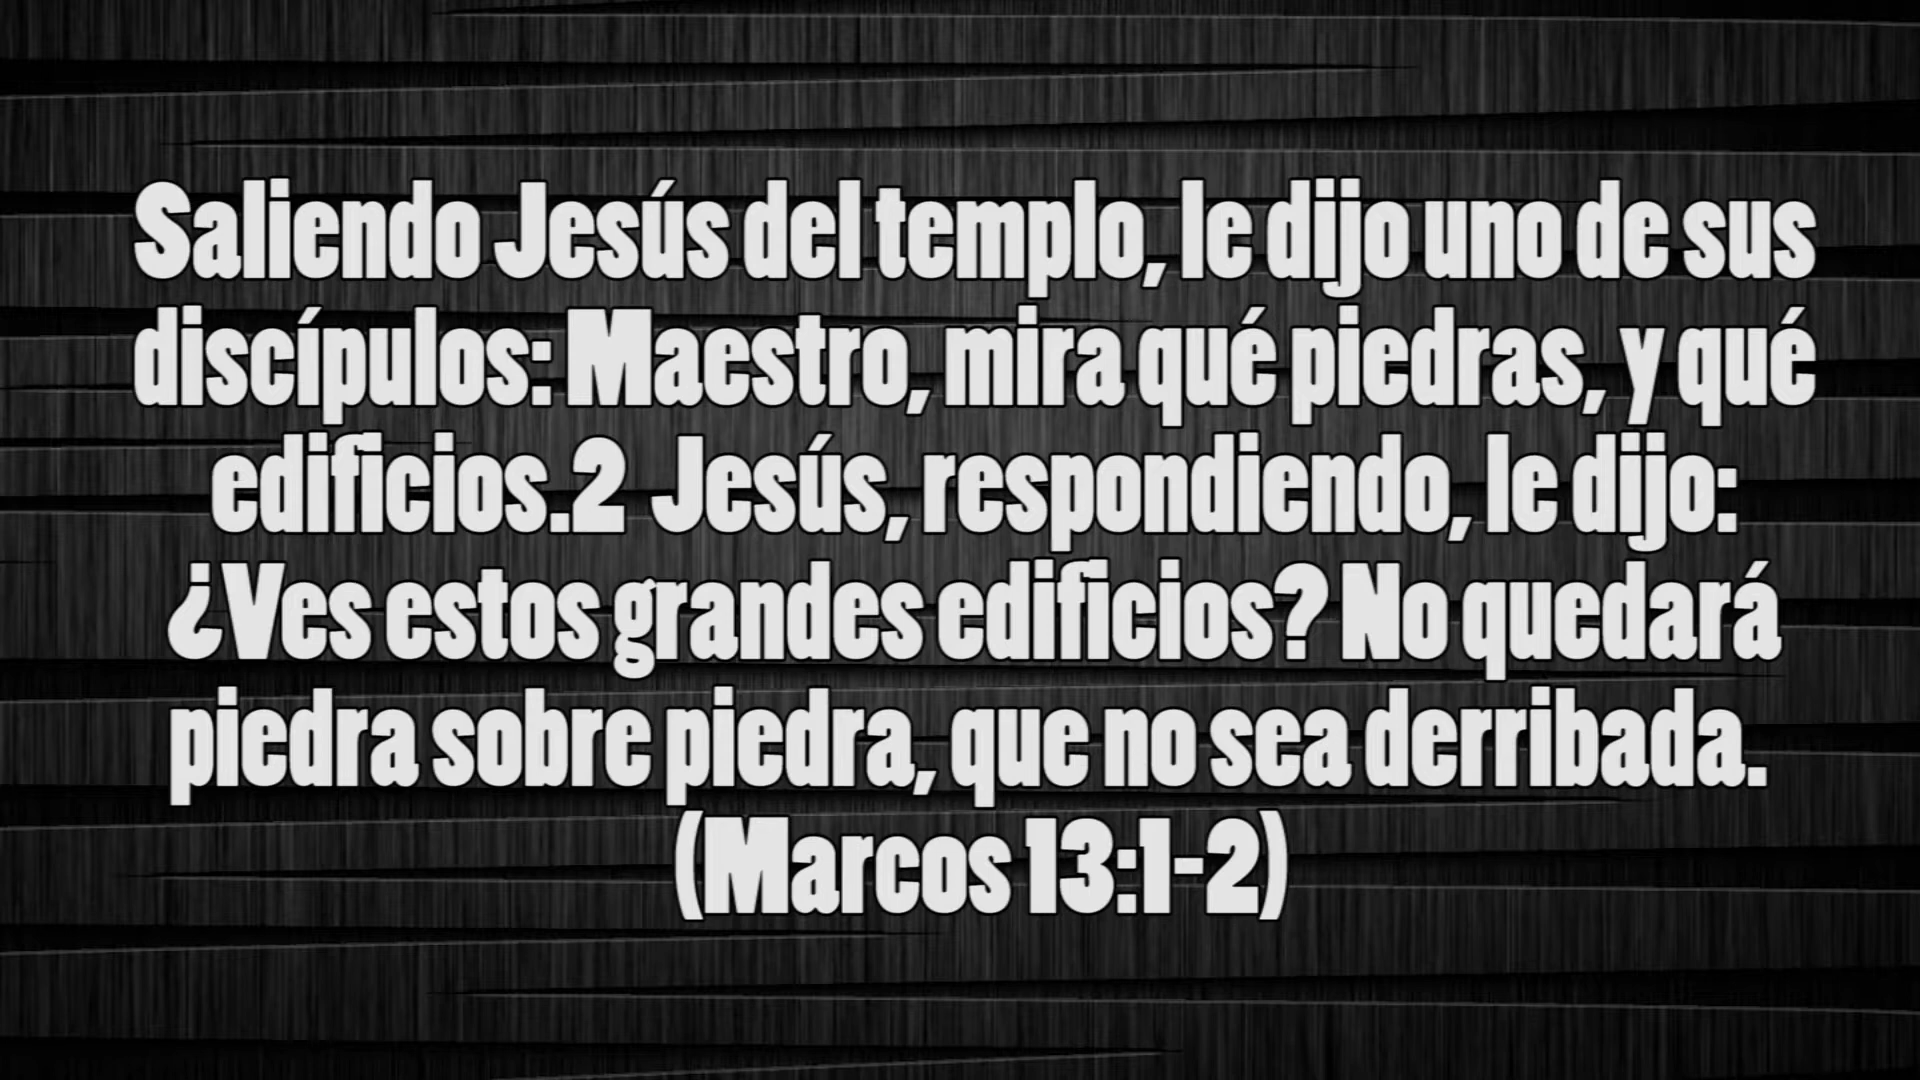 Saliendo Jesús del templo, le dijo uno de sus
discípulos: Maestro, mira qué piedras, y qué
edificios.2  Jesús, respondiendo, le dijo:
¿Ves estos grandes edificios? No quedará
piedra sobre piedra, que no sea derribada.
(Marcos 13:1-2)